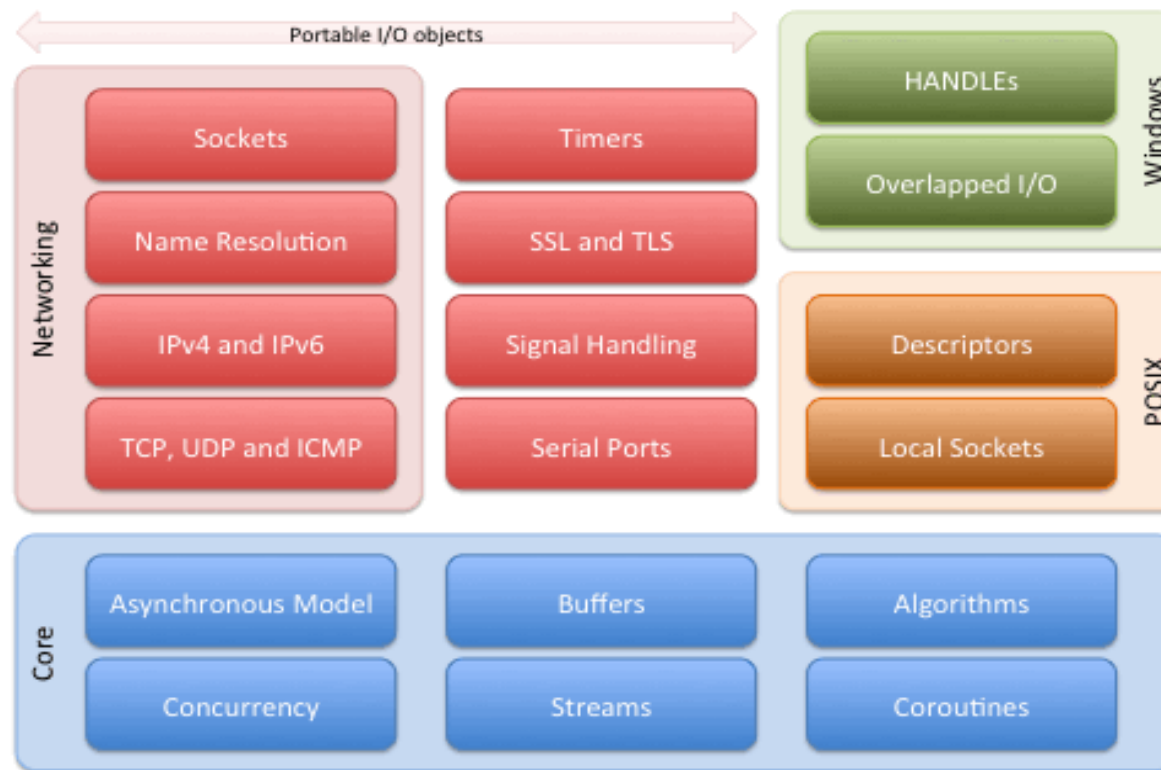 Portable I/O objects
Networking
Sockets
Name Resolution
IPv4 and IPv6
TCP, UDP and ICMP
Timers
SSL and TLS
Signal Handling
Serial Ports
Windows
HANDLEs
Overlapped I/O
POSIX
Descriptors
Local Sockets
Core
Asynchronous Model
Buffers
Algorithms
Concurrency
Streams
Coroutines